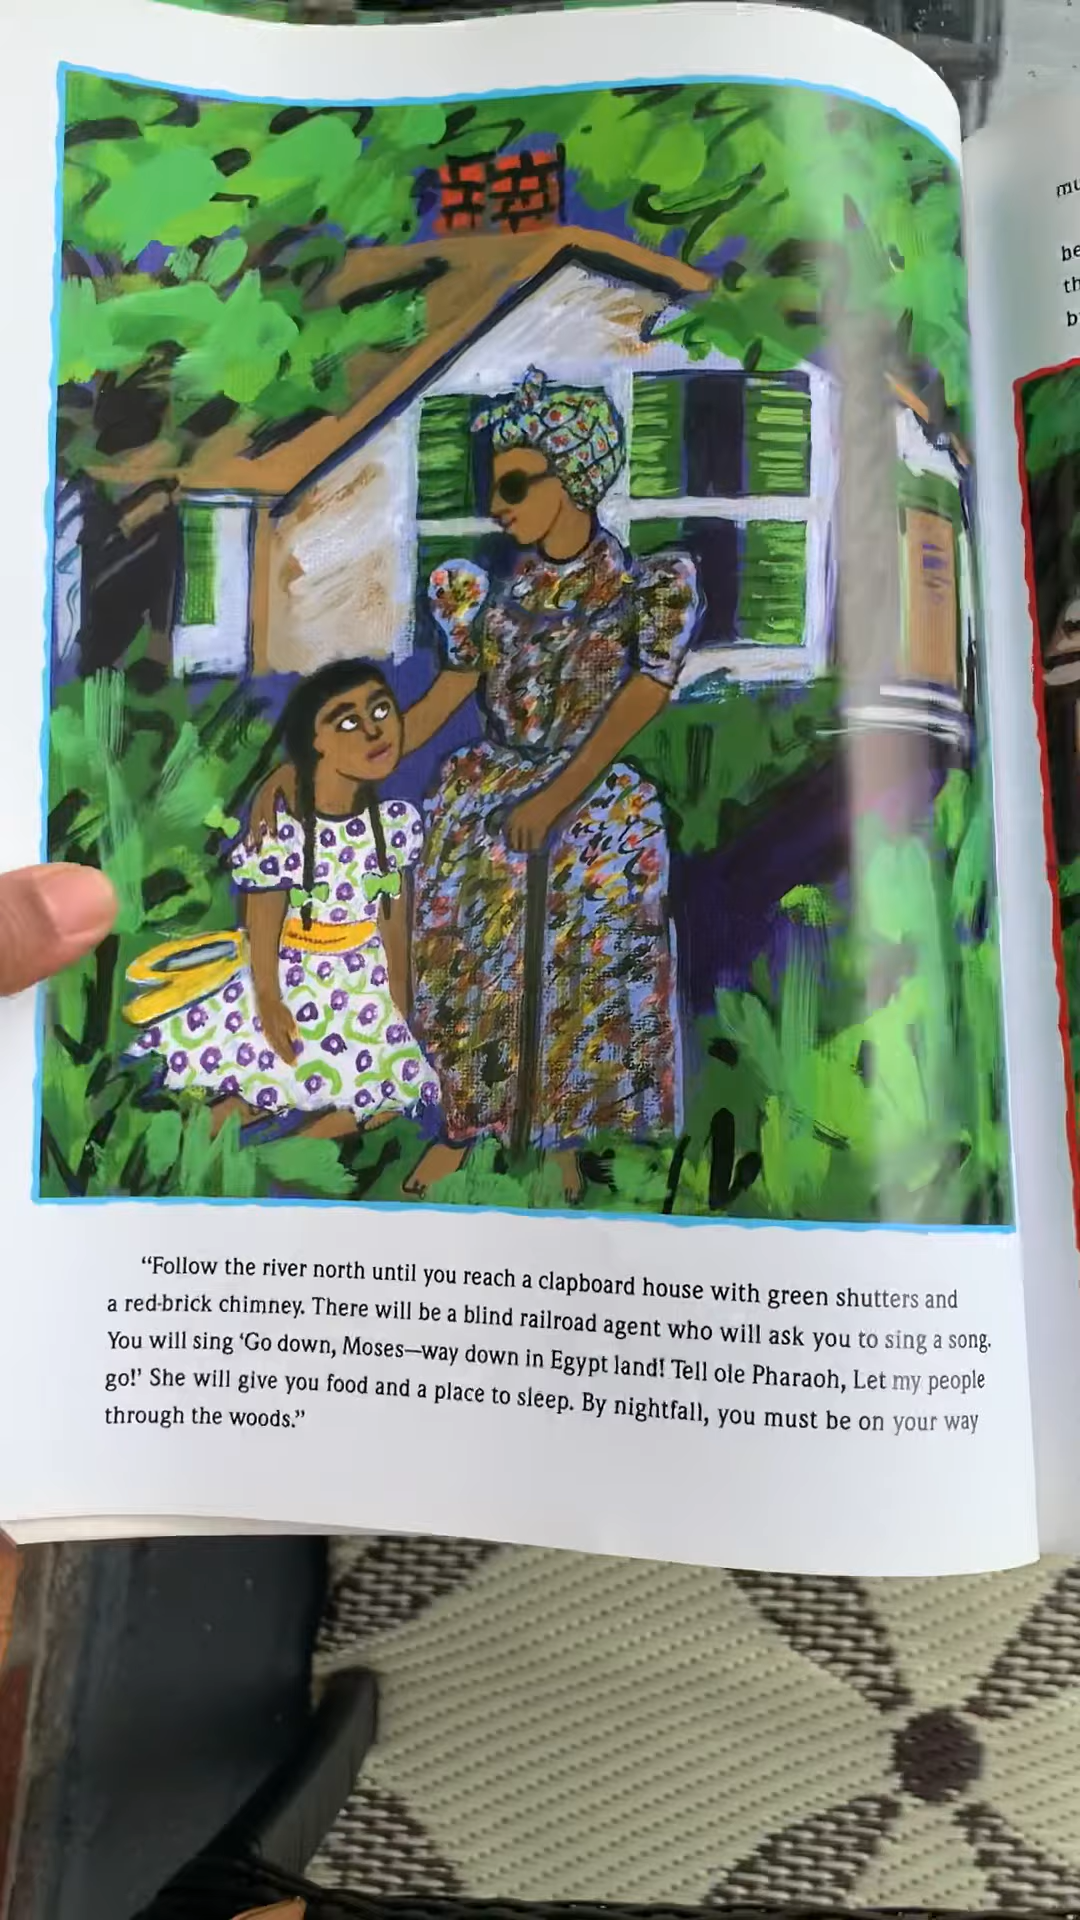 “Follow the river north until you reach a clapboard house with green shutters and
a red-brick chimney. There will be a blind railroad agent who will ask you to sing a song.
You will sing ‘Go down, Moses—way down in Egypt land! Tell ole Pharaoh, Let my people
go!’ She will give you food and a place to sleep. By nightfall, you must be on your way
through the woods.”
mu
be
th
b